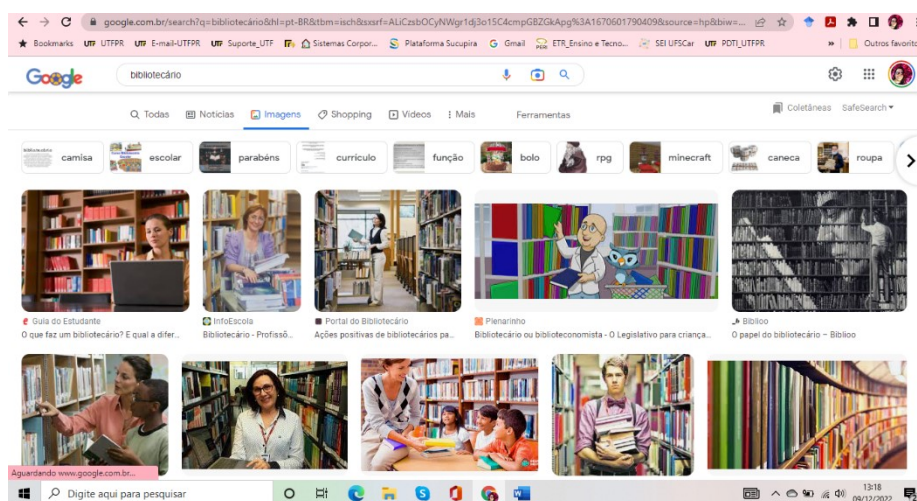 google.com.br/search?q=bibliotecário&hl=pt-BR&tbm=isch&sxsrf=ALiCzsbOCyNWgr1dj3o15C4cmpGBZGkApg%3A1670601790409&source=hp&biw=...
Bookmarks UTFPR E-mail-UTFPR Suporte_UTF Sistemas Corpor... Plataforma Sucupira Gmail ETR_Ensino e Tecno... SEI UFSCar PDTI_UTFPR » Outros favorito
Google bibliotecário
Todas Notícias Imagens Shopping Vídeos Mais Ferramentas Coletâneas SafeSearch
camisa escolar parabéns currículo função bolo rpg minecraft caneca roupa
Guia do Estudante InfoEscola Portal do Bibliotecário Plenarinho Biblioo
O que faz um bibliotecário? E qual a difer... Bibliotecário - Profissõ... Ações positivas de bibliotecários pa... Bibliotecário ou biblioteconomista - O Legislativo para criança... O papel do bibliotecário – Biblioo
Aguardando www.google.com.br...
Digite aqui para pesquisar 13:18
09/12/2022